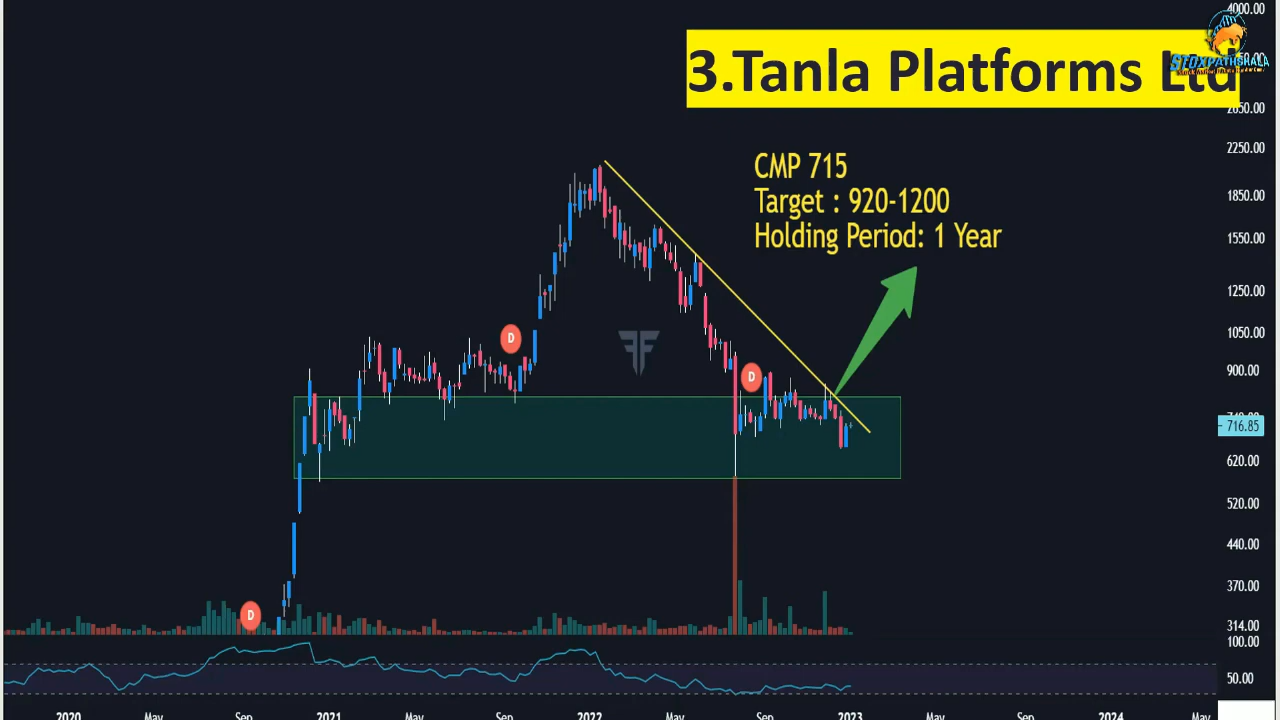 4000.00
3.Tanla Platforms Ltd
STOXPATHSHALA
2650.00
2250.00
CMP 715
Target : 920-1200
Holding Period: 1 Year
1850.00
1550.00
1250.00
1050.00
D
900.00
D
716.85
620.00
520.00
440.00
370.00
D
314.00
100.00
50.00
2020 May Sep 2021 May Sep 2022 May Sep 2023 May Sep 2024 May